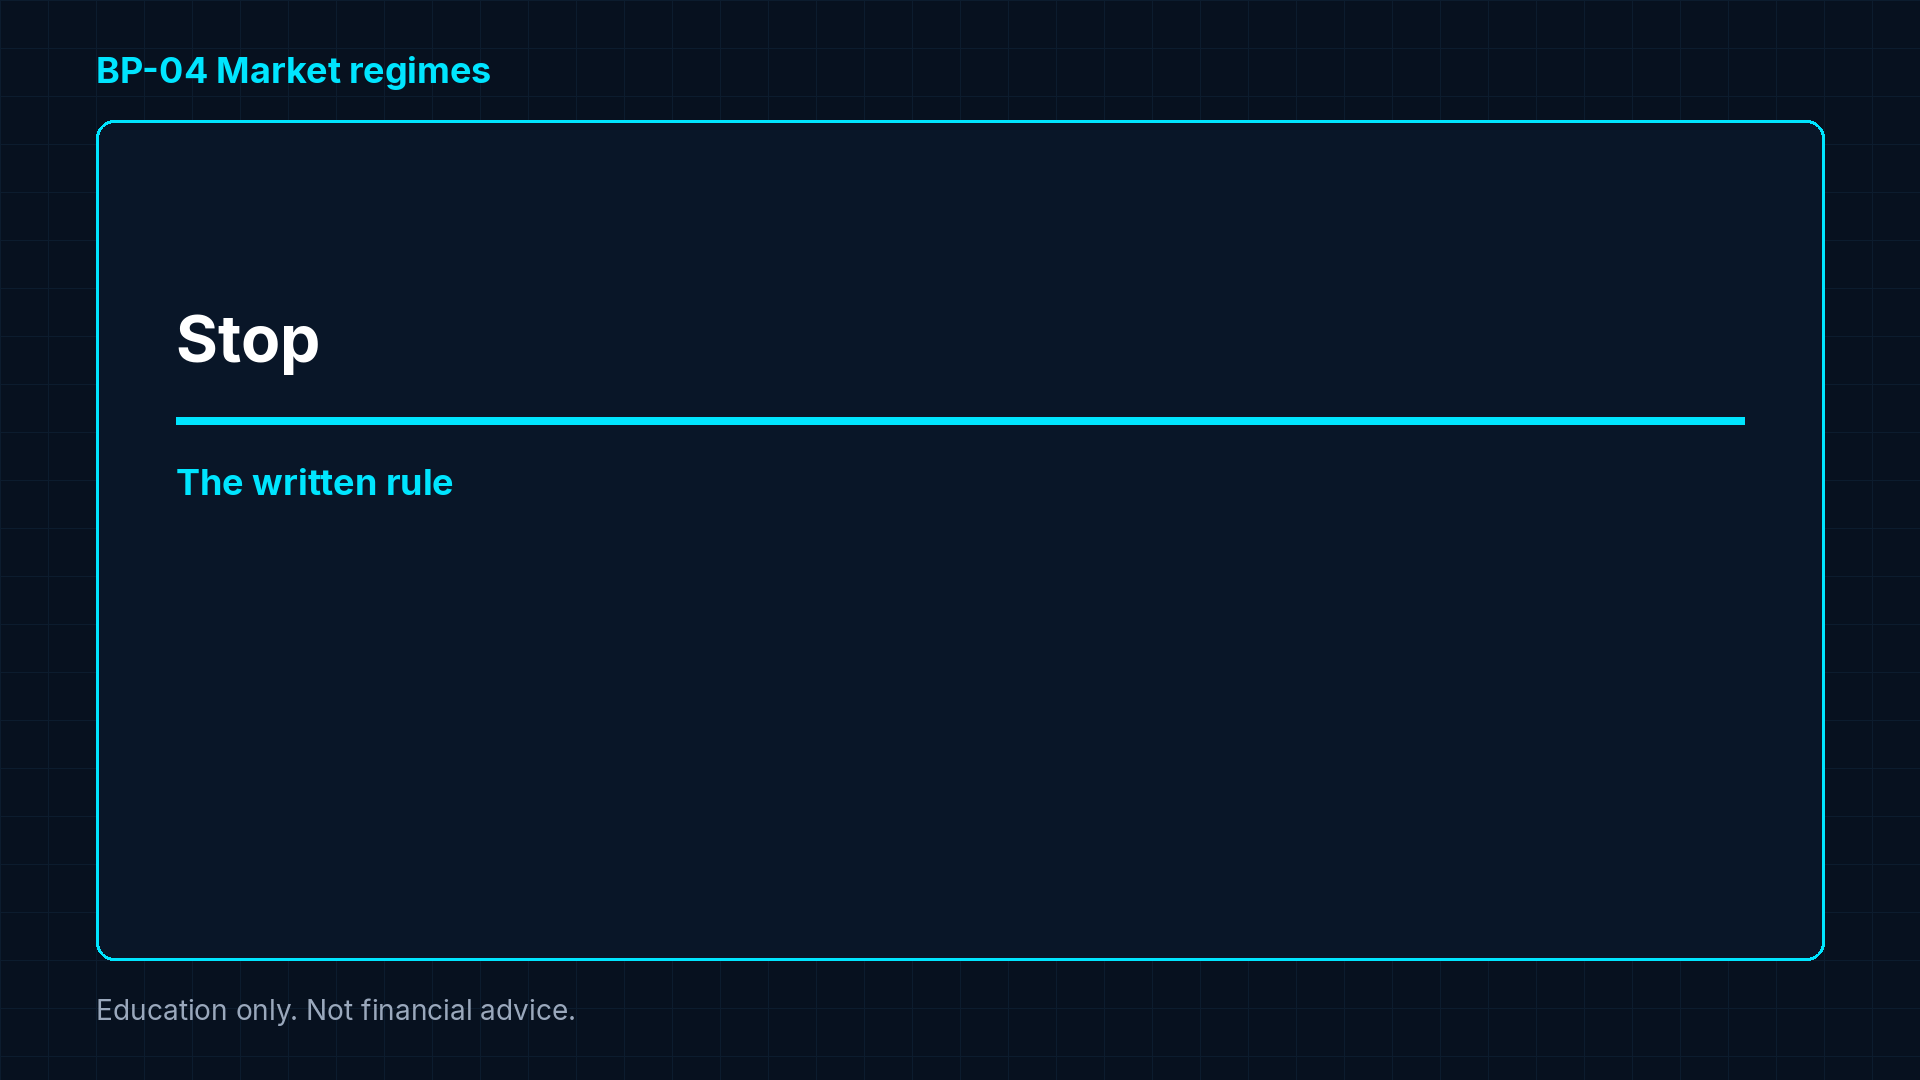 BP-04 Market regimes
Stop
The written rule
Education only. Not financial advice.